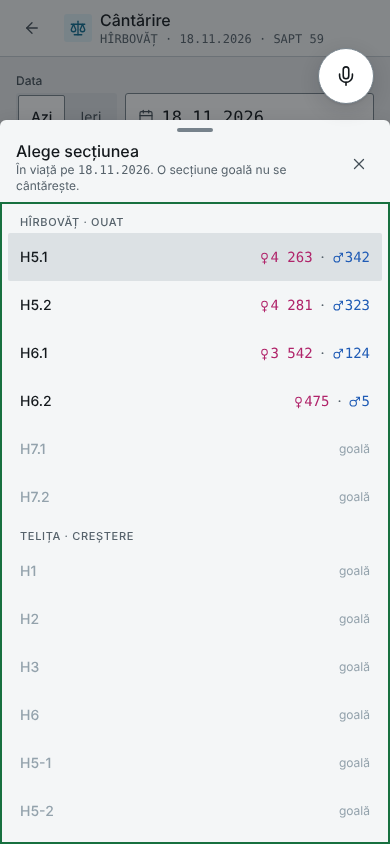 Cântărire
HÎRBOVĂȚ · 18.11.2026 · SAPT 59
Data
Azi Ieri 18.11.2026
Alege secțiunea
În viață pe 18.11.2026. O secțiune goală nu se
cântărește.
HÎRBOVĂȚ · OUAT
H5.1 ♀4 263 · ♂342
H5.2 ♀4 281 · ♂323
H6.1 ♀3 542 · ♂124
H6.2 ♀475 · ♂5
H7.1 goală
H7.2 goală
TELIȚA · CREȘTERE
H1 goală
H2 goală
H3 goală
H6 goală
H5-1 goală
H5-2 goală